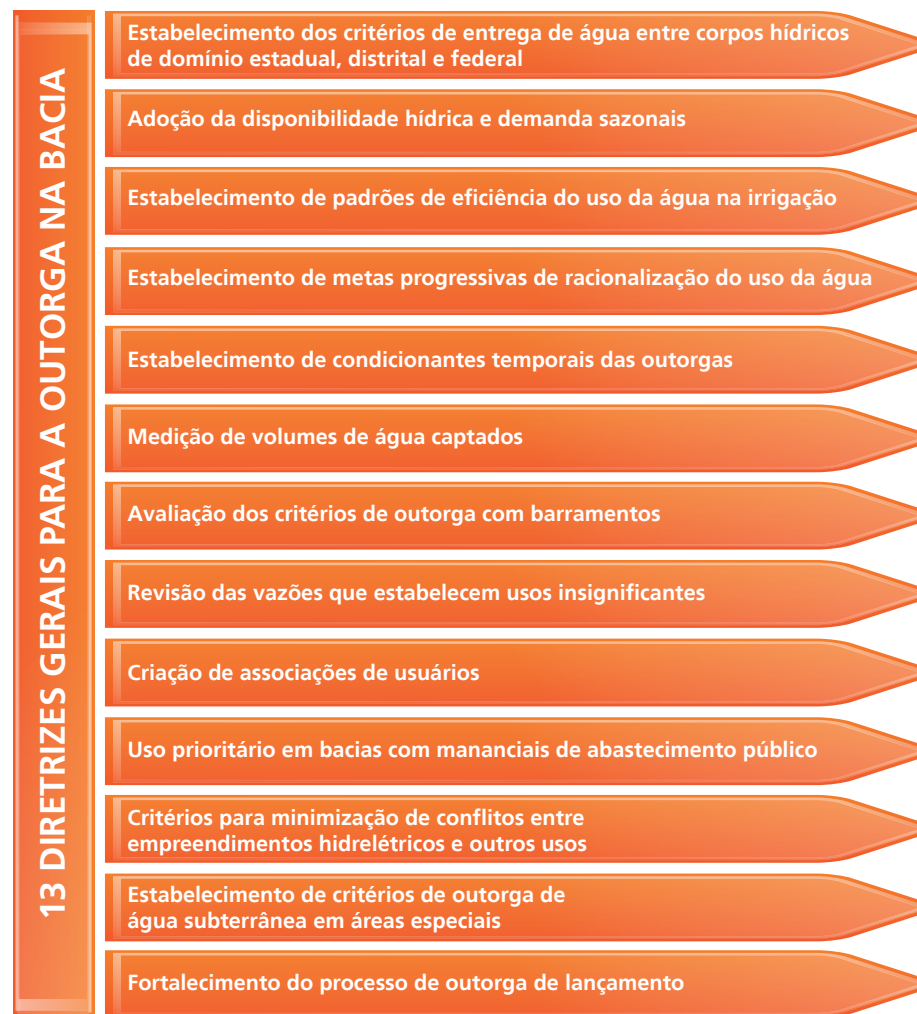 13 DIRETRIZES GERAIS PARA A OUTORGA NA BACIA
Estabelecimento dos critérios de entrega de água entre corpos hídricos
de domínio estadual, distrital e federal
Adoção da disponibilidade hídrica e demanda sazonais
Estabelecimento de padrões de eficiência do uso da água na irrigação
Estabelecimento de metas progressivas de racionalização do uso da água
Estabelecimento de condicionantes temporais das outorgas
Medição de volumes de água captados
Avaliação dos critérios de outorga com barramentos
Revisão das vazões que estabelecem usos insignificantes
Criação de associações de usuários
Uso prioritário em bacias com mananciais de abastecimento público
Critérios para minimização de conflitos entre
empreendimentos hidrelétricos e outros usos
Estabelecimento de critérios de outorga de
água subterrânea em áreas especiais
Fortalecimento do processo de outorga de lançamento